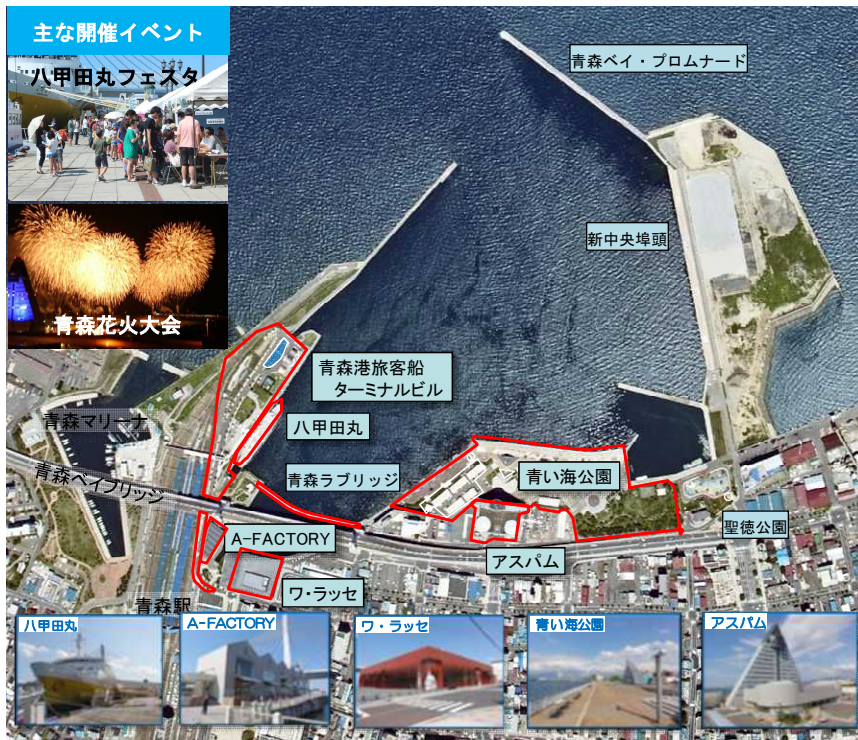 主な開催イベント
八甲田丸フェスタ
青森花火大会
青森ベイ・プロムナード
新中央埠頭
青森港旅客船
ターミナルビル
八甲田丸
青森マリーナ
青森ベイブリッジ
青森ラブリッジ
青い海公園
聖徳公園
A-FACTORY
アスパム
ワ・ラッセ
青森駅
八甲田丸
A-FACTORY
ワ・ラッセ
青い海公園
アスパム